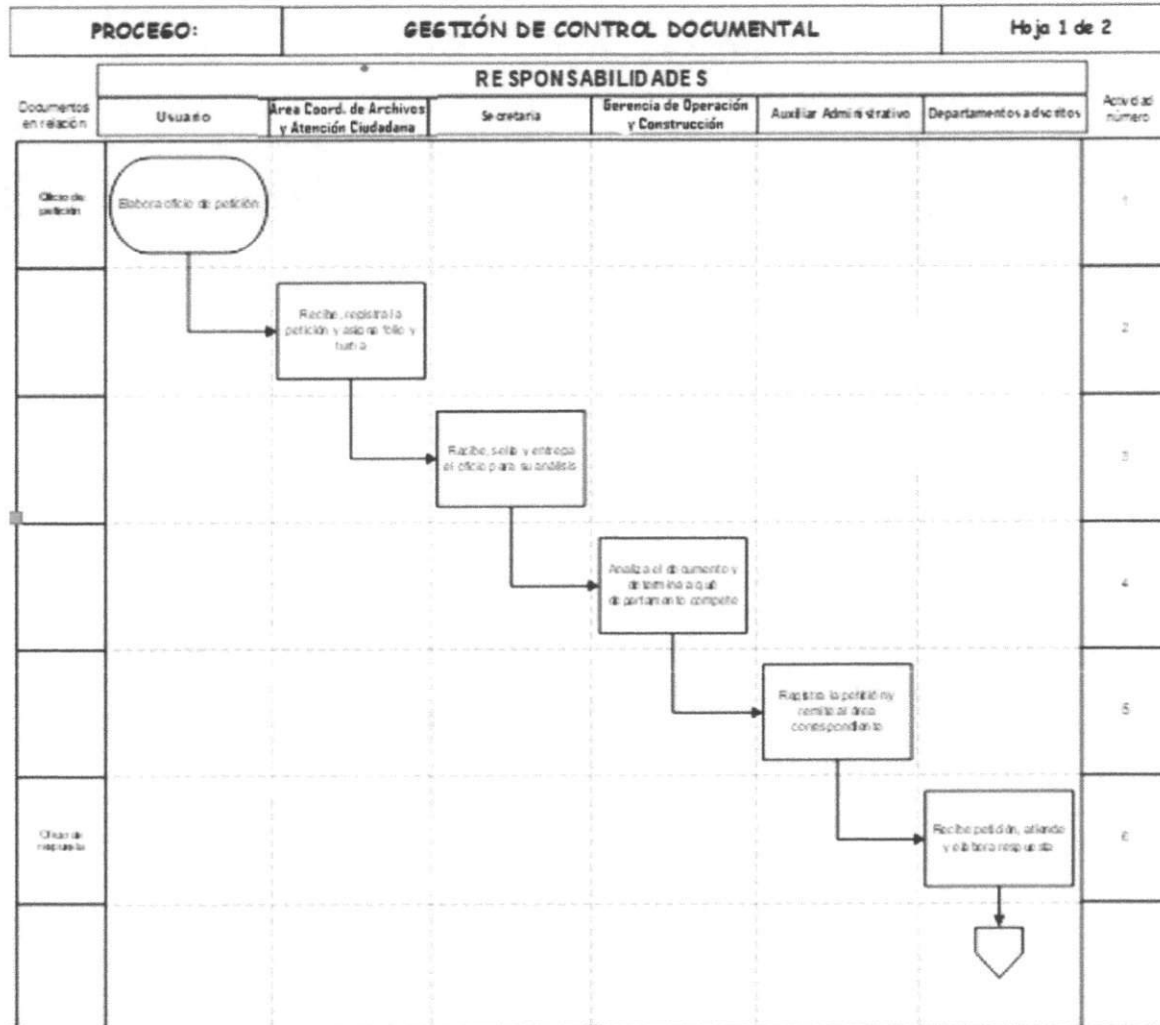 PROCESO:
GESTIÓN DE CONTROL DOCUMENTAL
Hoja 1 de 2
RESPONSABILIDADES
Documentos
en relación
Usuario
Area Coord. de Archivos
y Atención Ciudadana
Secretaria
Gerencia de Operación
y Construcción
Auxiliar Administrativo
Departamentos adscritos
Actividad
número
Oficio de
petición
Elabora oficio de petición
1
Recibe, registra la
petición y asigna folio y
turna
2
Recibe, sella y entrega
el oficio para su análisis
3
Analiza el documento y
determina a qué
departamento compete
4
Registra la petición y
remite al área
correspondiente
5
Oficio de
respuesta
Recibe petición, atiende
y elabora respuesta
6